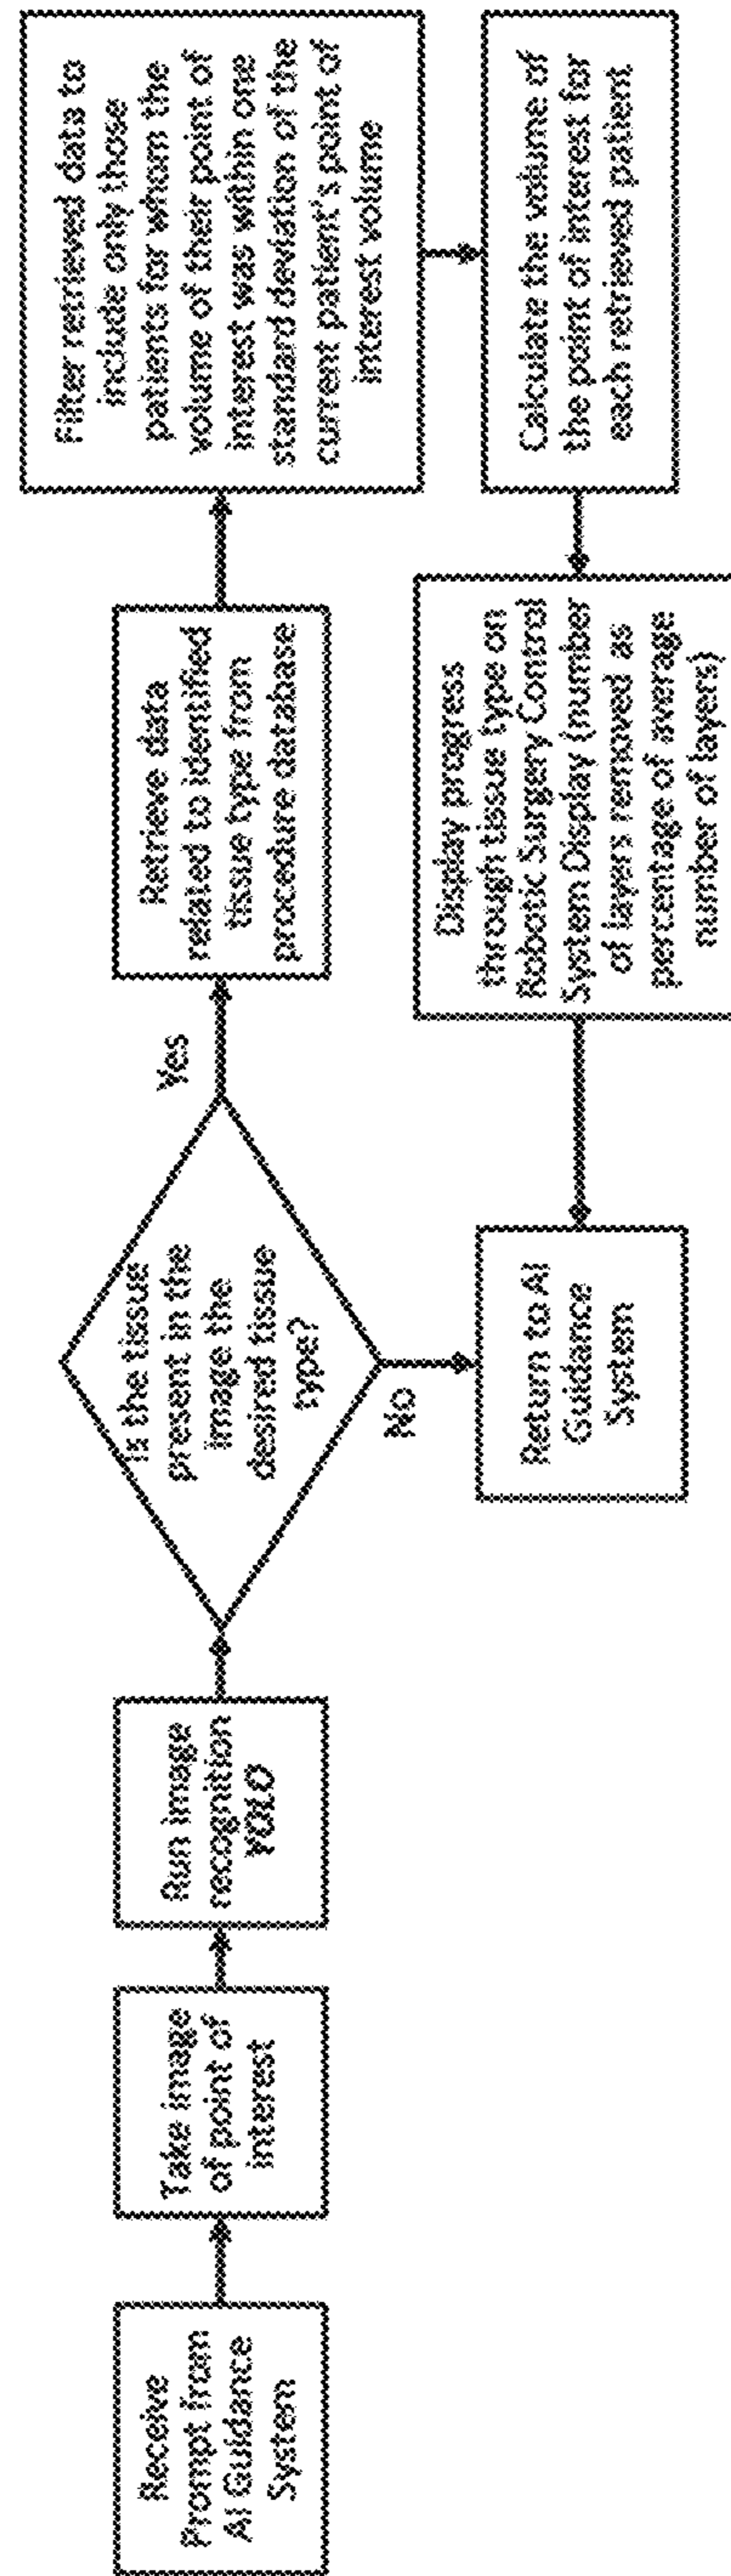 Receive
Prompt from
AI Guidance
System
Take image
of point of
interest
Run image
recognition
YOLO
Is the tissue
present in the
image the
desired tissue
type?
Yes
No
Retrieve data
related to identified
tissue type from
procedure database
Filter retrieved data to
include only those
patients for whom the
volume of their point of
interest was within one
standard deviation of the
current patient's point of
interest volume
Calculate the volume of
the point of interest for
each retrieved patient
Display progress
through tissue type on
Robotic Surgery Control
System Display (number
of layers removed as
percentage of average
number of layers)
Return to AI
Guidance
System